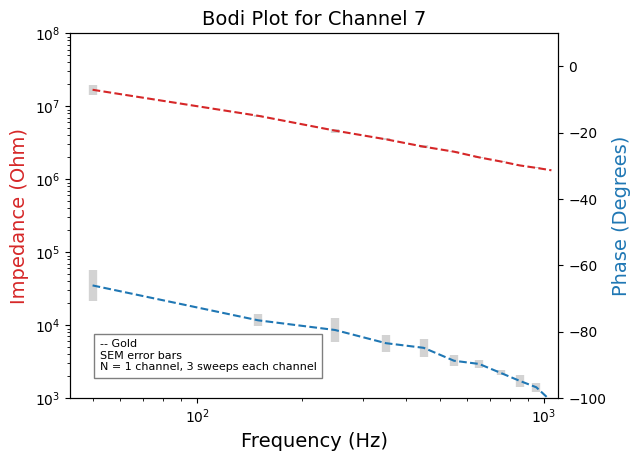 Bodi Plot for Channel 7
10^8
10^7
10^6
10^5
10^4
10^3
Impedance (Ohm)
0
−20
−40
−60
−80
−100
Phase (Degrees)
-- Gold
SEM error bars
N = 1 channel, 3 sweeps each channel
10^2
10^3
Frequency (Hz)